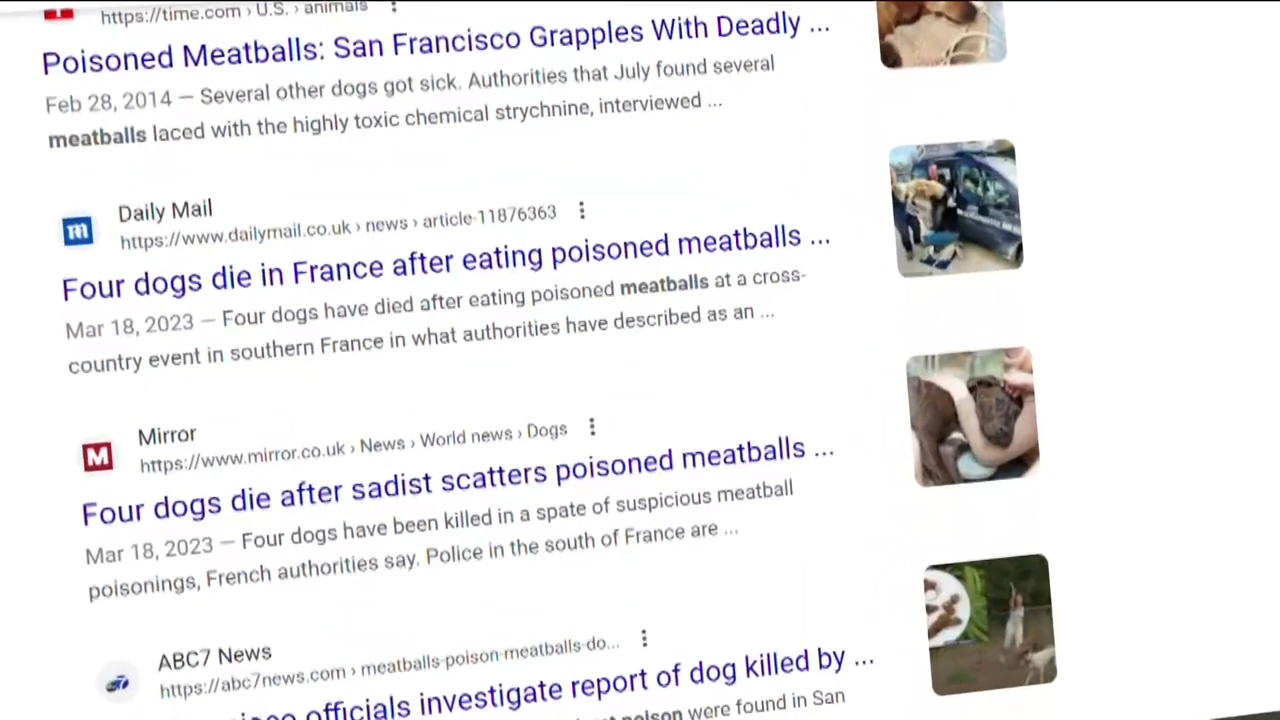 https://time.com › U.S. › animals
Poisoned Meatballs: San Francisco Grapples With Deadly ...
Feb 28, 2014 — Several other dogs got sick. Authorities that July found several
meatballs laced with the highly toxic chemical strychnine, interviewed ...
Daily Mail
https://www.dailymail.co.uk › news › article-11876363
Four dogs die in France after eating poisoned meatballs ...
Mar 18, 2023 — Four dogs have died after eating poisoned meatballs at a cross-
country event in southern France in what authorities have described as an ...
M
Mirror
https://www.mirror.co.uk › News › World news › Dogs
Four dogs die after sadist scatters poisoned meatballs ...
Mar 18, 2023 — Four dogs have been killed in a spate of suspicious meatball
poisonings, French authorities say. Police in the south of France are ...
ABC7 News
https://abc7news.com › meatballs-poison-meatballs-do...
officials investigate report of dog killed by ...
poison were found in San